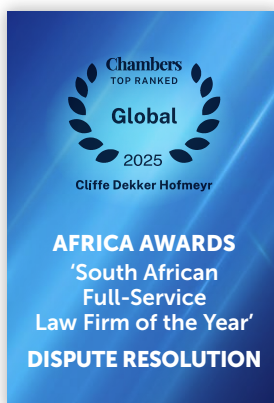 Chambers
TOP RANKED
Global
2025
Cliffe Dekker Hofmeyr
AFRICA AWARDS
‘South African
Full-Service
Law Firm of the Year’
DISPUTE RESOLUTION